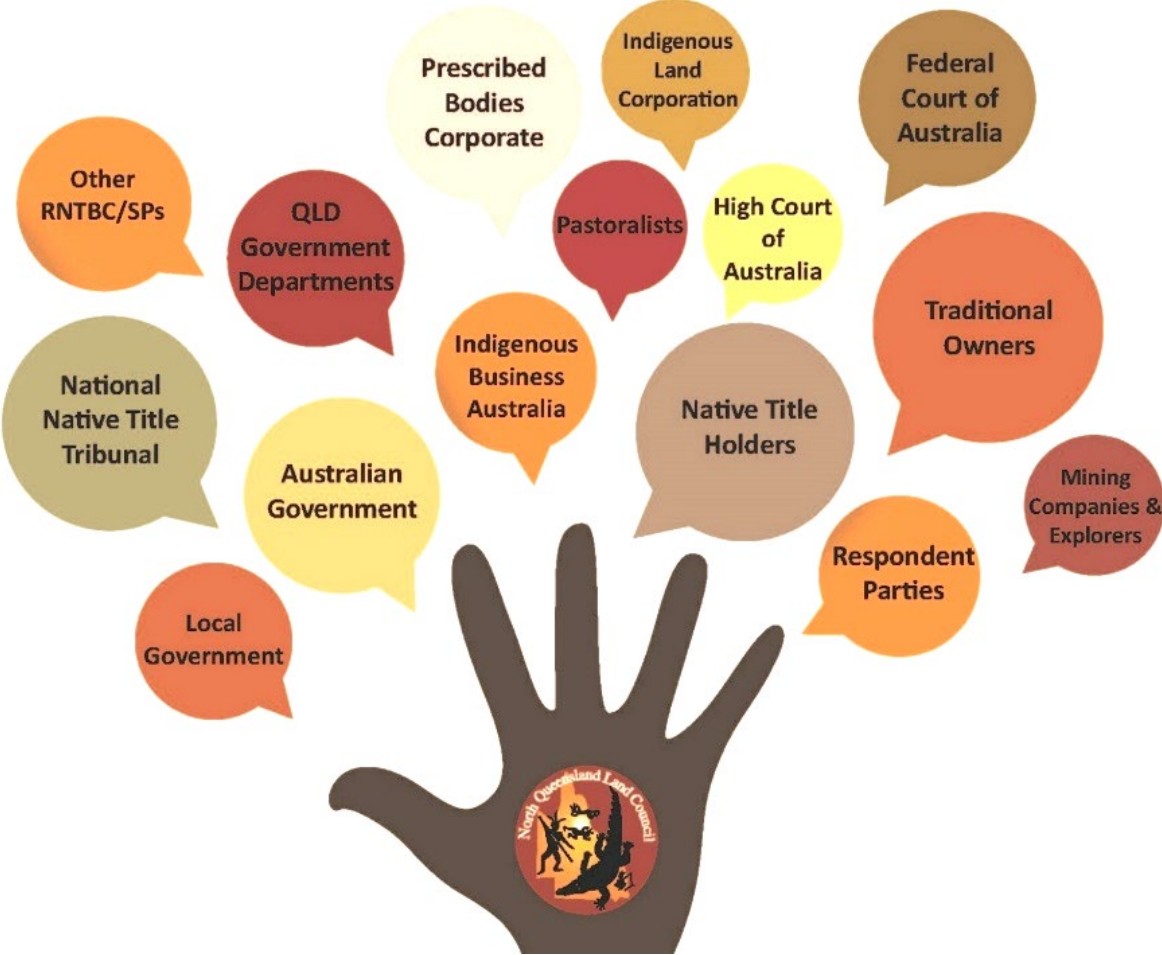 Prescribed
Bodies
Corporate
Indigenous
Land
Corporation
Federal
Court of
Australia
Other
RNTBC/SPs
QLD
Government
Departments
Pastoralists
High Court
of
Australia
Traditional
Owners
National
Native Title
Tribunal
Indigenous
Business
Australia
Native Title
Holders
Australian
Government
Mining
Companies &
Explorers
Respondent
Parties
Local
Government
North Queensland Land Council